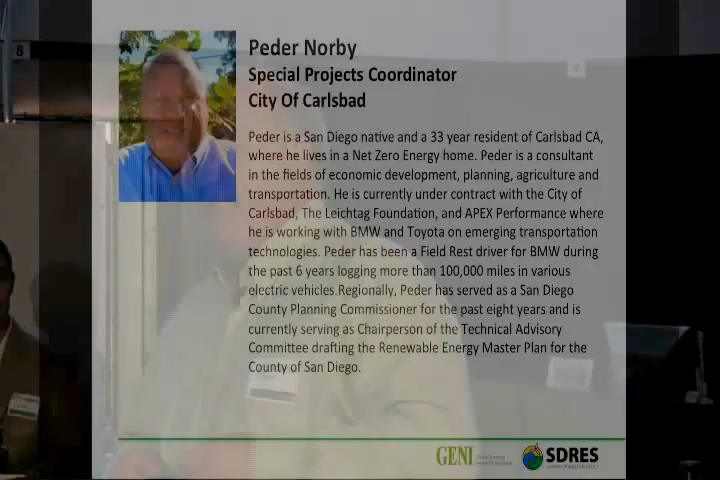 8
Peder Norby
Special Projects Coordinator
City Of Carlsbad
Peder is a San Diego native and a 33 year resident of Carlsbad CA,
where he lives in a Net Zero Energy home. Peder is a consultant
in the fields of economic development, planning, agriculture and
transportation. He is currently under contract with the City of
Carlsbad, The Leichtag Foundation, and APEX Performance where
he is working with BMW and Toyota on emerging transportation
technologies. Peder has been a Field Rest driver for BMW during
the past 6 years logging more than 100,000 miles in various
electric vehicles.Regionally, Peder has served as a San Diego
County Planning Commissioner for the past eight years and is
currently serving as Chairperson of the Technical Advisory
Committee drafting the Renewable Energy Master Plan for the
County of San Diego.
GENI
SDRES